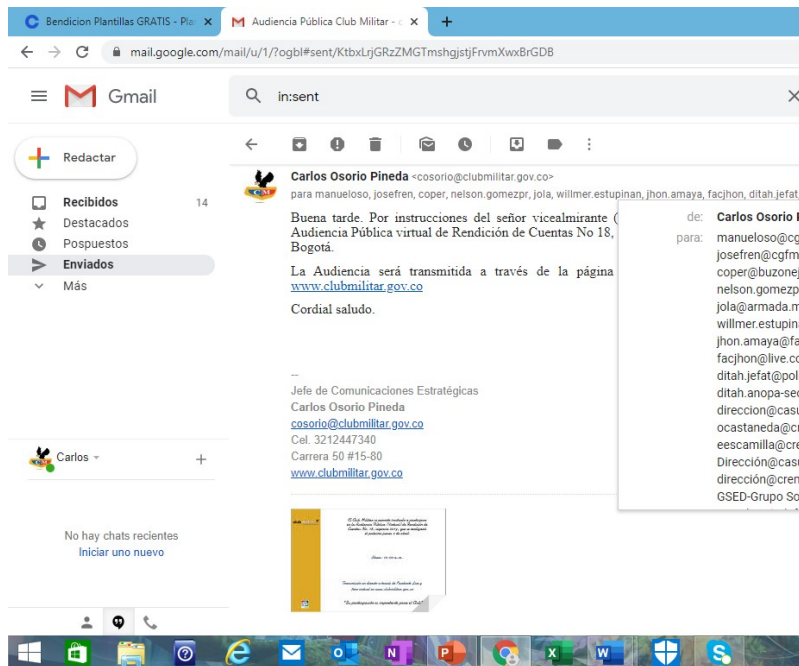 Bendicion Plantillas GRATIS - Pla
Audiencia Pública Club Militar - c
mail.google.com/mail/u/1/?ogbl#sent/KtbxLrjGRzZMGTmshgjstjFrvmXwxBrGDB
Gmail
in:sent
Redactar
Recibidos 14
Destacados
Pospuestos
Enviados
Más
Carlos Osorio Pineda <cosorio@clubmilitar.gov.co>
para manueloso, josefren, coper, nelson.gomezpr, jola, willmer.estupinan, jhon.amaya, facjhon, ditah.jefat,
Buena tarde. Por instrucciones del señor vicealmirante (
Audiencia Pública virtual de Rendición de Cuentas No 18,
Bogotá.
La Audiencia será transmitida a través de la página
www.clubmilitar.gov.co
Cordial saludo.
--
Jefe de Comunicaciones Estratégicas
Carlos Osorio Pineda
cosorio@clubmilitar.gov.co
Cel. 3212447340
Carrera 50 #15-80
www.clubmilitar.gov.co
de: Carlos Osorio P
para: manueloso@cg
josefren@cgfm
coper@buzonej
nelson.gomezp
jola@armada.m
willmer.estupina
jhon.amaya@fa
facjhon@live.co
ditah.jefat@pol
ditah.anopa-sec
direccion@casu
ocastaneda@cr
eescamilla@cre
Dirección@casu
dirección@crem
GSED-Grupo So
Carlos
No hay chats recientes
Iniciar uno nuevo